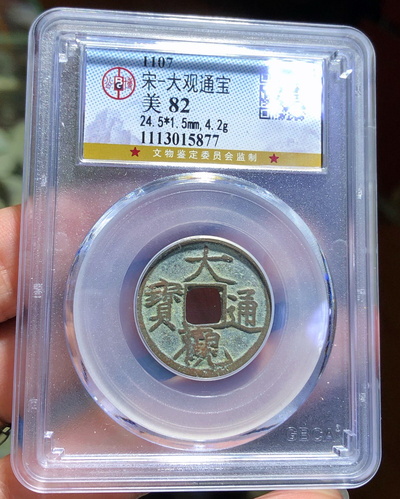 1107
宋-大观通宝
美 82
24.5*1.5mm, 4.2g
1113015877
★ 文物鉴定委员会监制 ★
大觀通寶
GBCA®